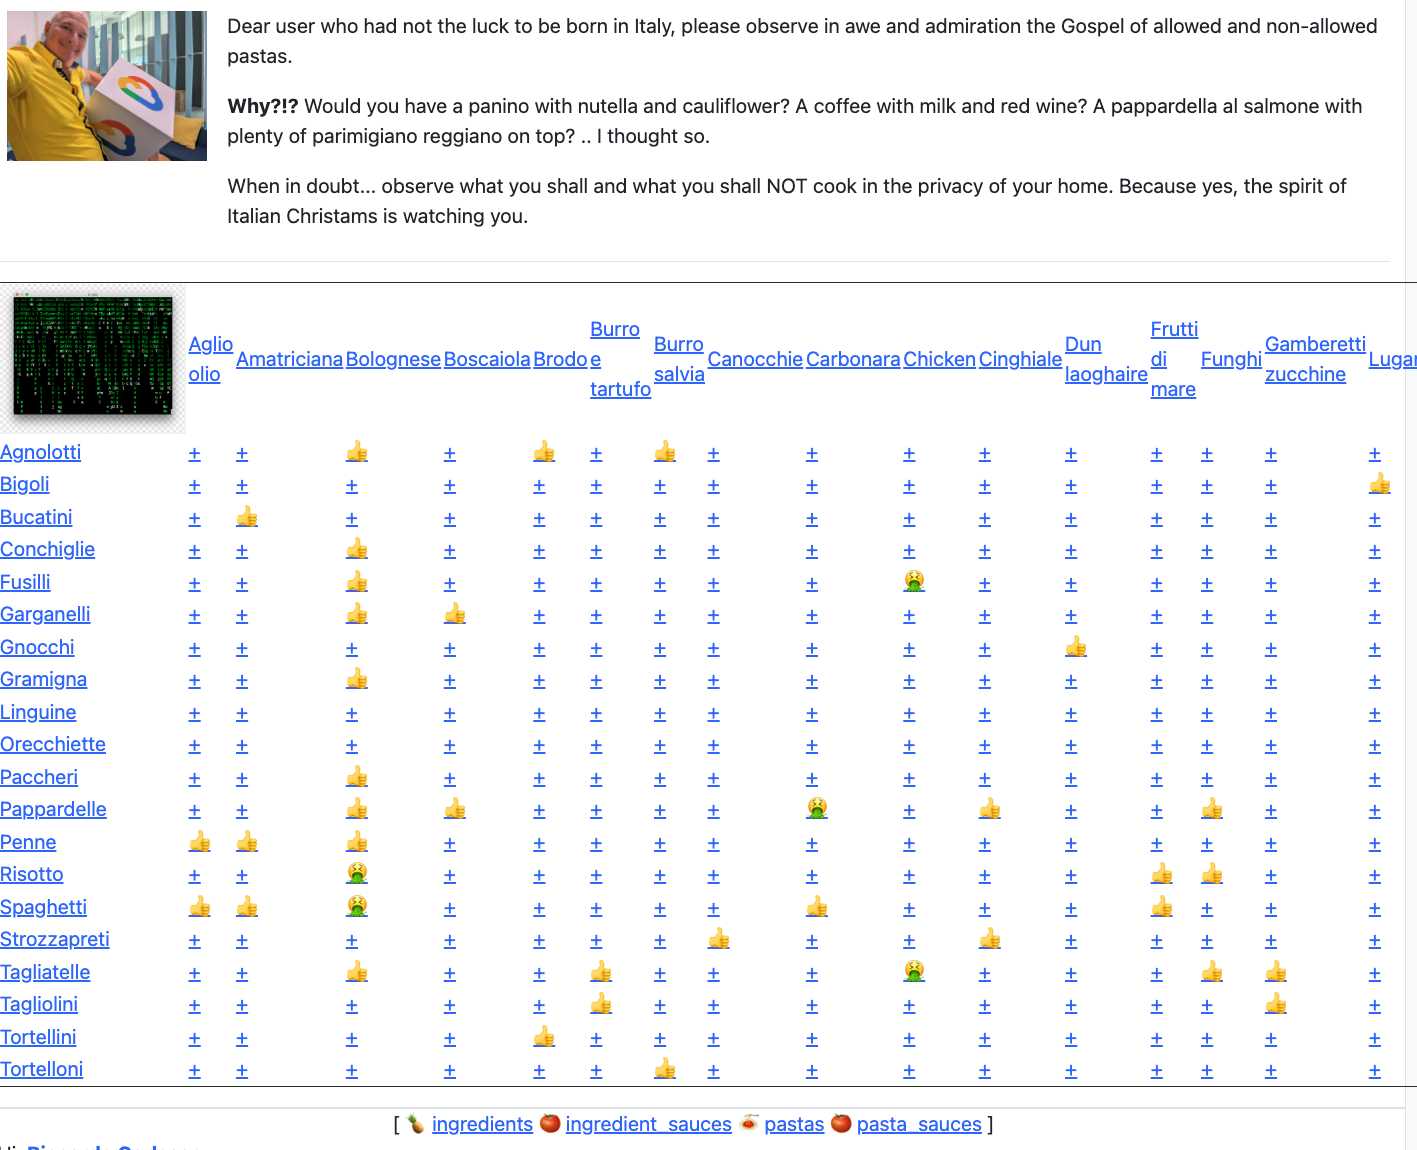 Dear user who had not the luck to be born in Italy, please observe in awe and admiration the Gospel of allowed and non-allowed
pastas.
Why?!? Would you have a panino with nutella and cauliflower? A coffee with milk and red wine? A pappardella al salmone with
plenty of parimigiano reggiano on top? .. I thought so.
When in doubt... observe what you shall and what you shall NOT cook in the privacy of your home. Because yes, the spirit of
Italian Christams is watching you.
Aglio olio Amatriciana Bolognese Boscaiola Brodo Burro e tartufo Burro salvia Canocchie Carbonara Chicken Cinghiale Dun laoghaire Frutti di mare Funghi Gamberetti zucchine Lugar
Agnolotti + + 👍 + 👍 + 👍 + + + + + + + + +
Bigoli + + + + + + + + + + + + + + + 👍
Bucatini + 👍 + + + + + + + + + + + + + +
Conchiglie + + 👍 + + + + + + + + + + + + +
Fusilli + + 👍 + + + + + + 🤮 + + + + + +
Garganelli + + 👍 👍 + + + + + + + + + + + +
Gnocchi + + + + + + + + + + + 👍 + + + +
Gramigna + + 👍 + + + + + + + + + + + + +
Linguine + + + + + + + + + + + + + + + +
Orecchiette + + + + + + + + + + + + + + + +
Paccheri + + 👍 + + + + + + + + + + + + +
Pappardelle + + 👍 👍 + + + + 🤮 + 👍 + + 👍 + +
Penne 👍 👍 👍 + + + + + + + + + + + + +
Risotto + + 🤮 + + + + + + + + + 👍 👍 + +
Spaghetti 👍 👍 🤮 + + + + + 👍 + + + 👍 + + +
Strozzapreti + + + + + + + 👍 + + 👍 + + + + +
Tagliatelle + + 👍 + + 👍 + + + 🤮 + + + 👍 👍 +
Tagliolini + + + + + 👍 + + + + + + + + 👍 +
Tortellini + + + + 👍 + + + + + + + + + + +
Tortelloni + + + + + + 👍 + + + + + + + + +
[ 🍍 ingredients 🍅 ingredient_sauces 🍝 pastas 🍅 pasta_sauces ]